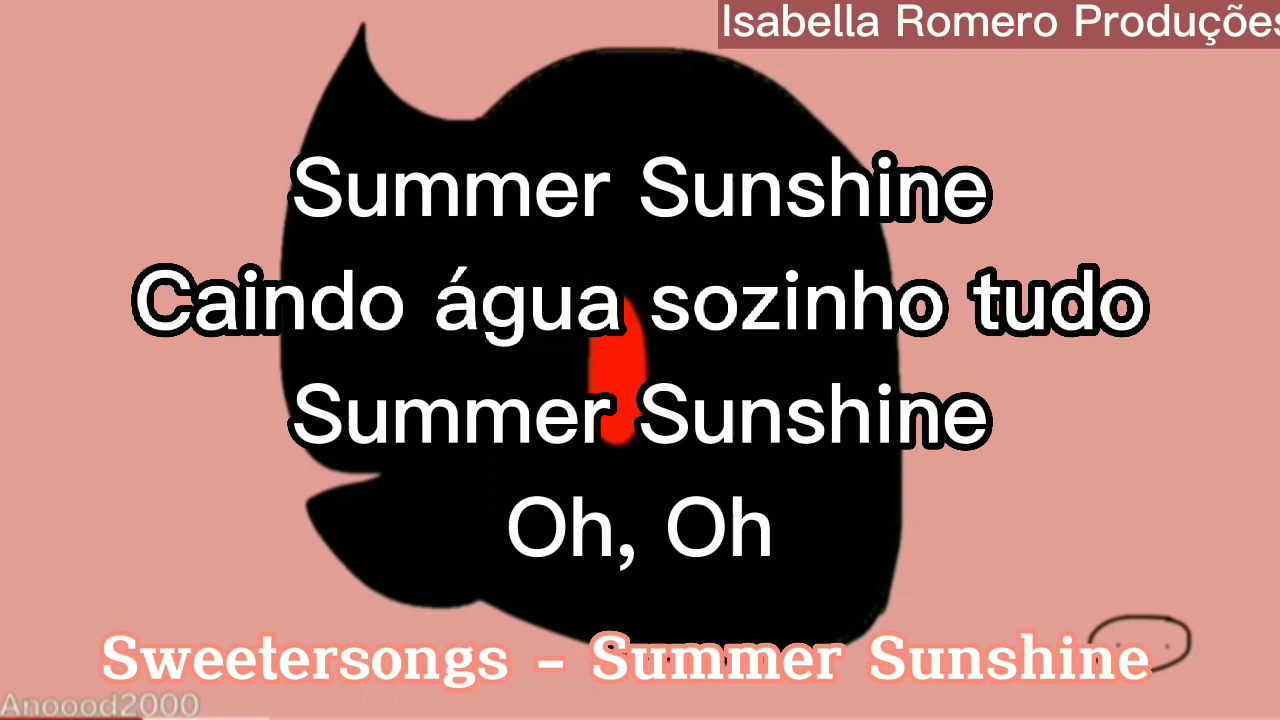 Isabella Romero Produções
Summer Sunshine
Caindo água sozinho tudo
Summer Sunshine
Oh, Oh
Sweetersongs - Summer Sunshine
Anoood2000